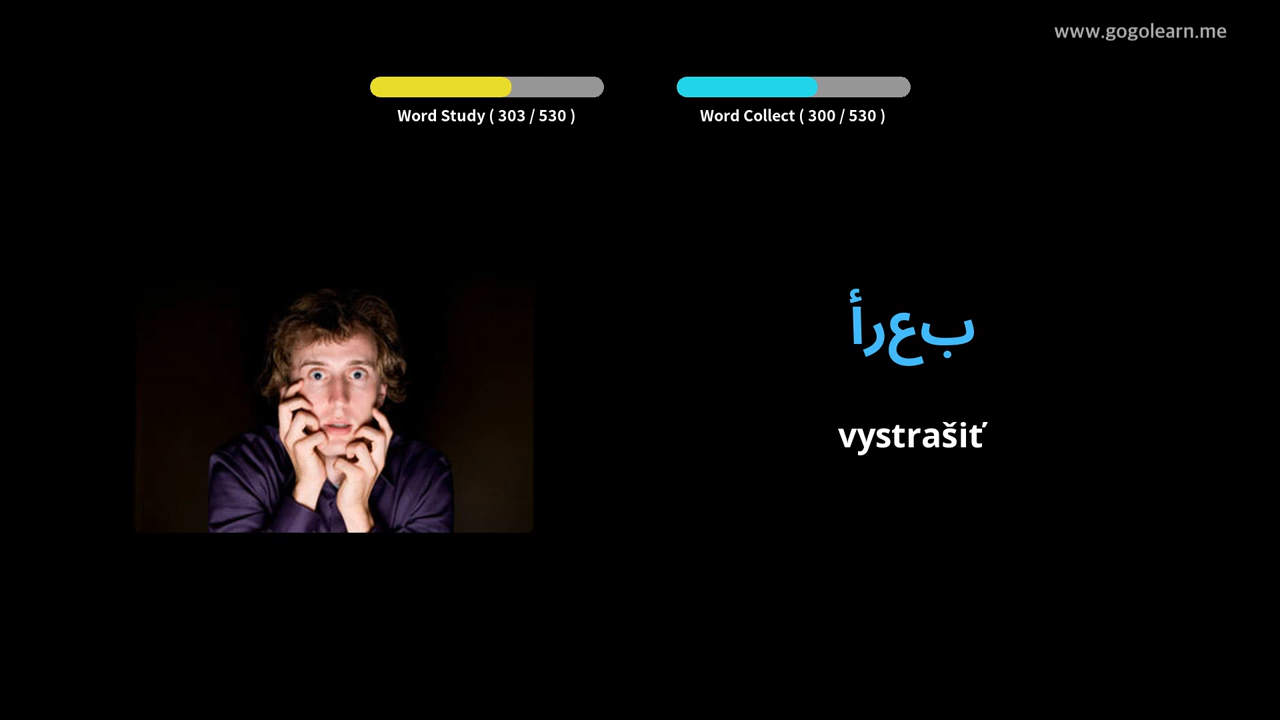 www.gogolearn.me
Word Study ( 303 / 530 )
Word Collect ( 300 / 530 )
أرعب
vystrašiť